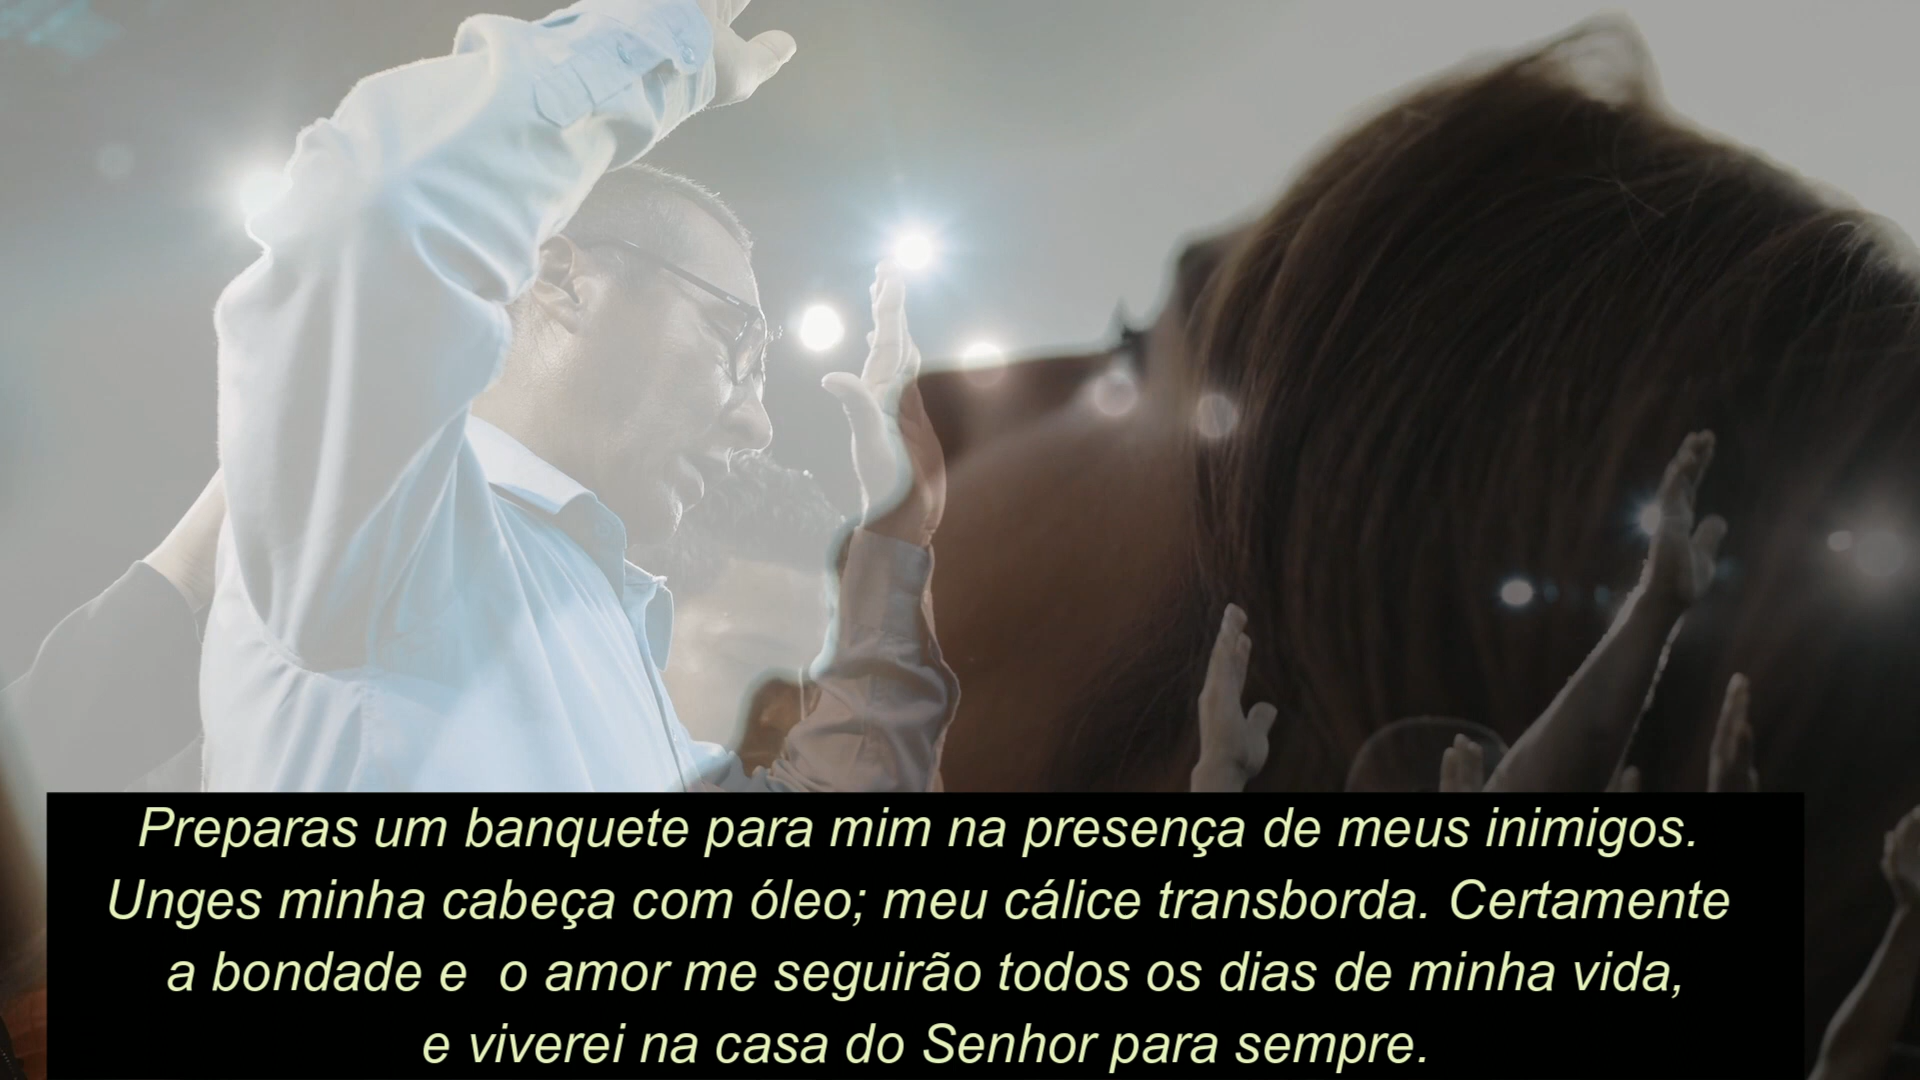 Preparas um banquete para mim na presença de meus inimigos.
Unges minha cabeça com óleo; meu cálice transborda. Certamente
a bondade e  o amor me seguirão todos os dias de minha vida,
e viverei na casa do Senhor para sempre.